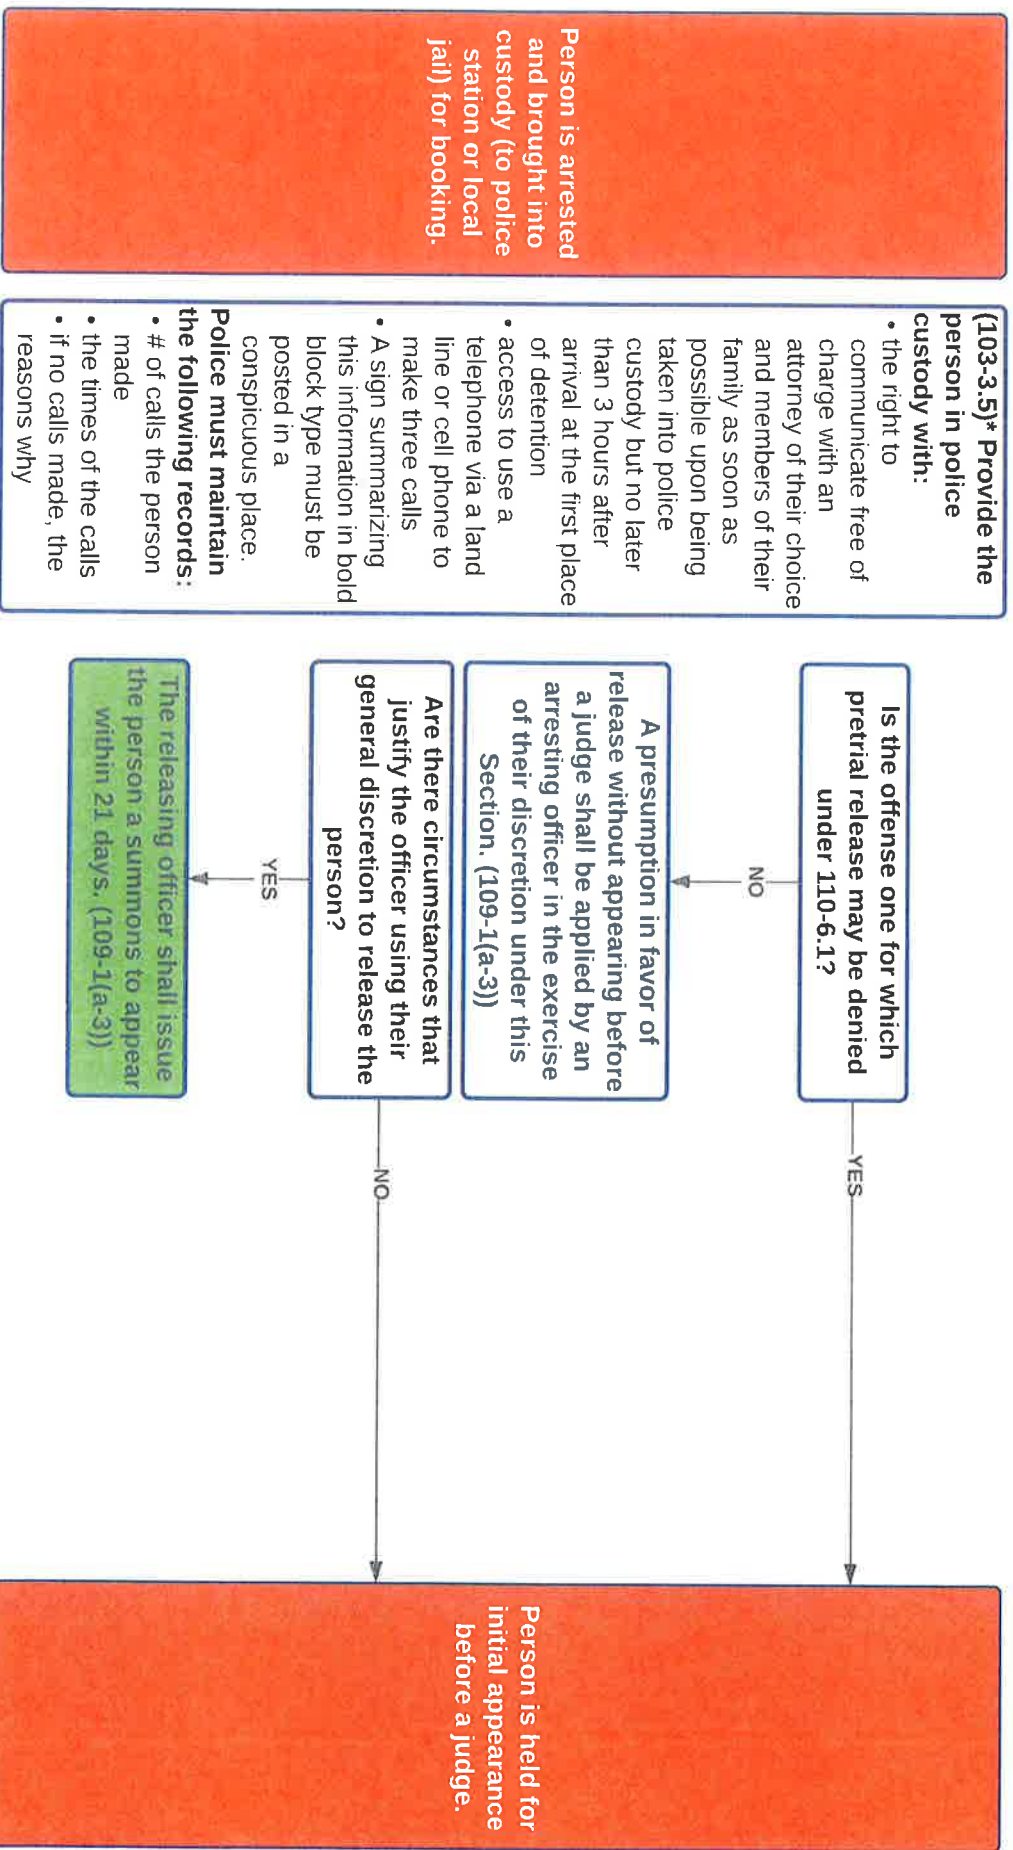 Person is arrested
and brought into
custody (to police
station or local
jail) for booking.
(103-3.5)* Provide the
person in police
custody with:
• the right to
communicate free of
charge with an
attorney of their choice
and members of their
family as soon as
possible upon being
taken into police
custody but no later
than 3 hours after
arrival at the first place
of detention
• access to use a
telephone via a land
line or cell phone to
make three calls
• A sign summarizing
this information in bold
block type must be
posted in a
conspicuous place.
Police must maintain
the following records:
• # of calls the person
made
• the times of the calls
• if no calls made, the
reasons why
Is the offense one for which
pretrial release may be denied
under 110-6.1?
YES
NO
A presumption in favor of
release without appearing before
a judge shall be applied by an
arresting officer in the exercise
of their discretion under this
Section. (109-1(a-3))
Are there circumstances that
justify the officer using their
general discretion to release the
person?
NO
YES
The releasing officer shall issue
the person a summons to appear
within 21 days. (109-1(a-3))
Person is held for
initial appearance
before a judge.